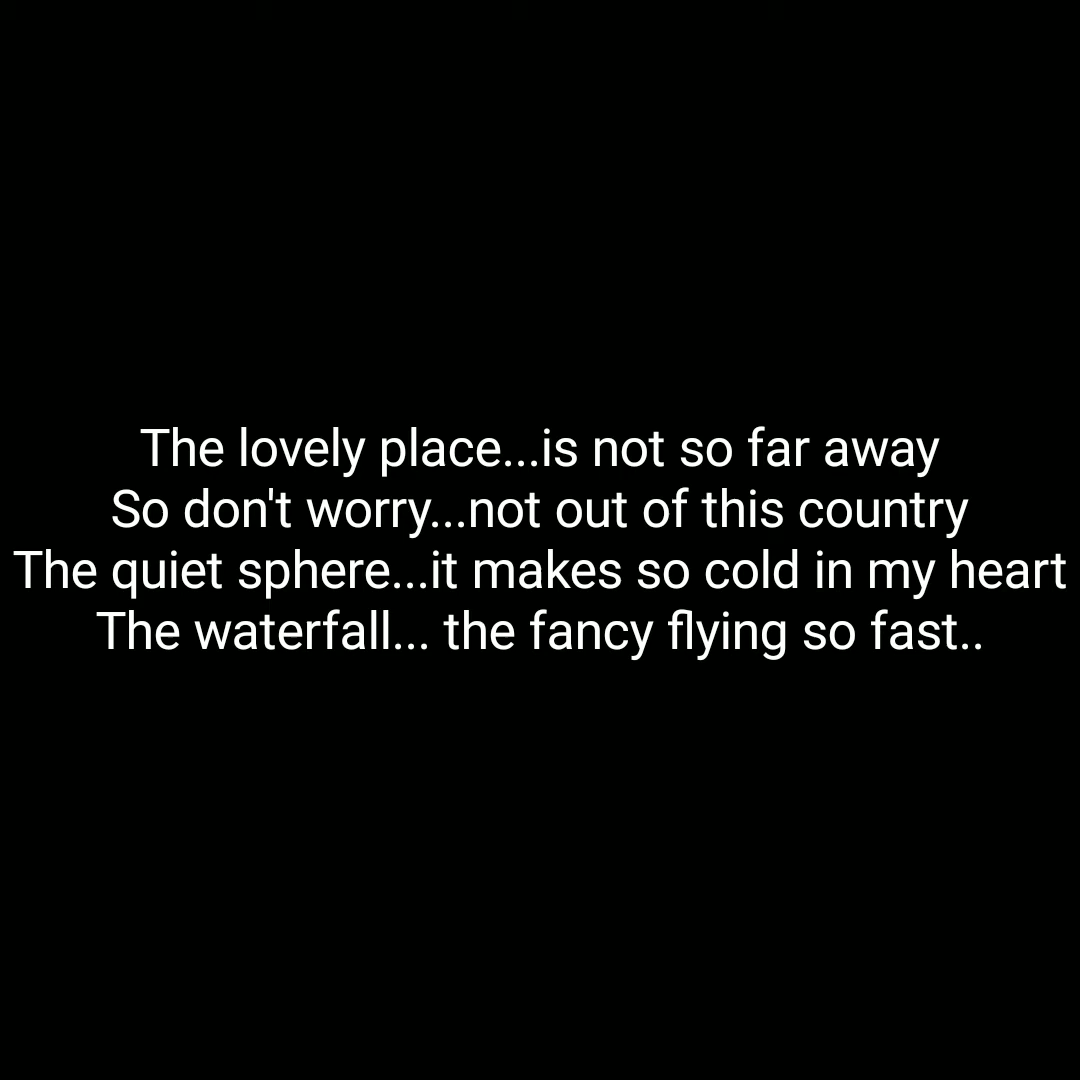 The lovely place...is not so far away
So don't worry...not out of this country
The quiet sphere...it makes so cold in my heart
The waterfall... the fancy flying so fast..